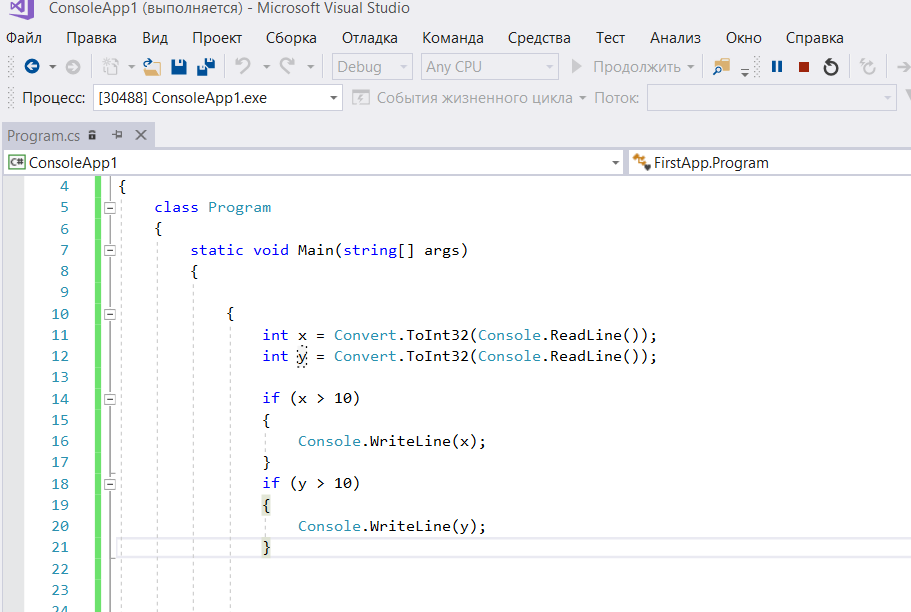 ConsoleApp1 (выполняется) - Microsoft Visual Studio
Файл Правка Вид Проект Сборка Отладка Команда Средства Тест Анализ Окно Справка
Debug Any CPU Продолжить
Процесс: [30488] ConsoleApp1.exe События жизненного цикла Поток:
Program.cs
C# ConsoleApp1 FirstApp.Program
4 {
5 class Program
6 {
7 static void Main(string[] args)
8 {
9
10 {
11 int x = Convert.ToInt32(Console.ReadLine());
12 int y = Convert.ToInt32(Console.ReadLine());
13
14 if (x > 10)
15 {
16 Console.WriteLine(x);
17 }
18 if (y > 10)
19 {
20 Console.WriteLine(y);
21 }
22
23
24